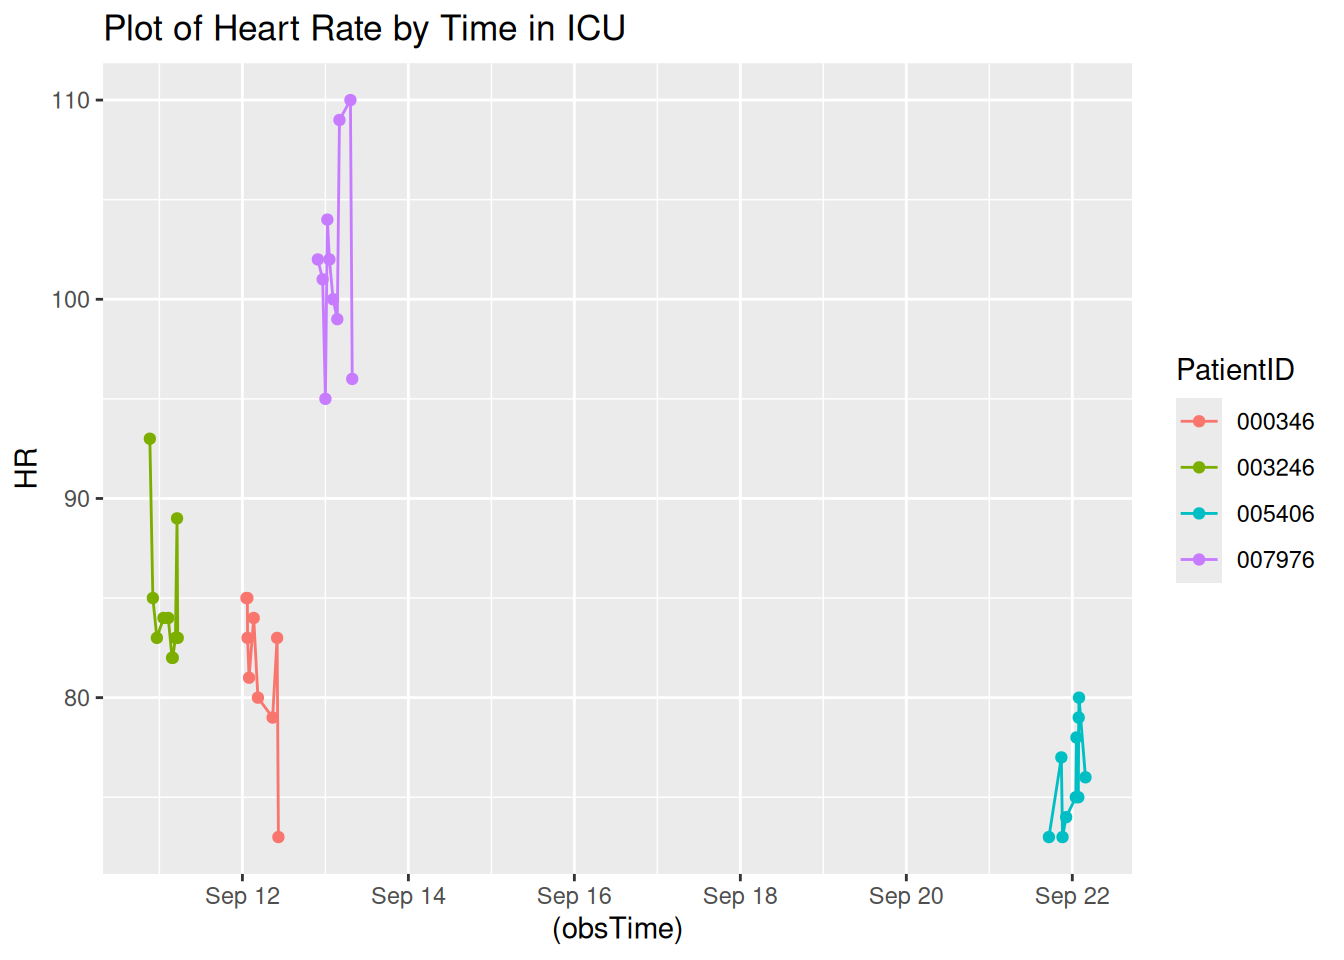 Plot of Heart Rate by Time in ICU
110
100
90
80
HR
Sep 12 Sep 14 Sep 16 Sep 18 Sep 20 Sep 22
(obsTime)
PatientID
000346
003246
005406
007976